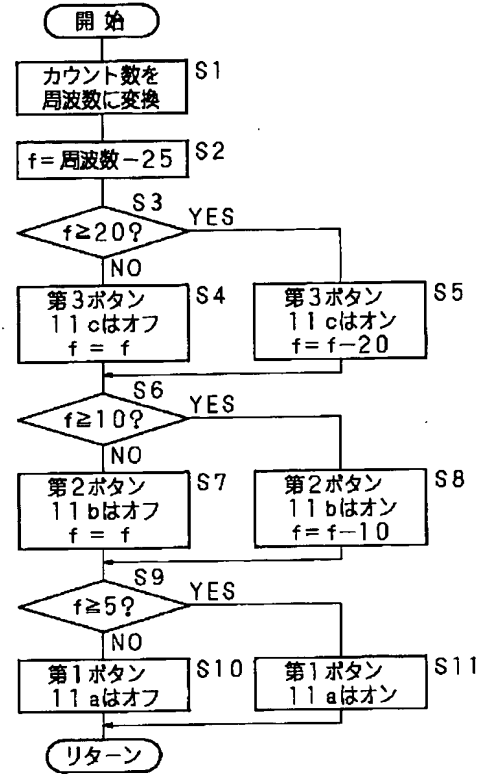 開始
カウント数を
周波数に変換
S1
f=周波数-25
S2
S3
f≧20?
YES
NO
第3ボタン
11cはオフ
f = f
S4
第3ボタン
11cはオン
f=f-20
S5
S6
f≧10?
YES
NO
第2ボタン
11bはオフ
f = f
S7
第2ボタン
11bはオン
f=f-10
S8
S9
f≧5?
YES
NO
第1ボタン
11aはオフ
S10
第1ボタン
11aはオン
S11
リターン